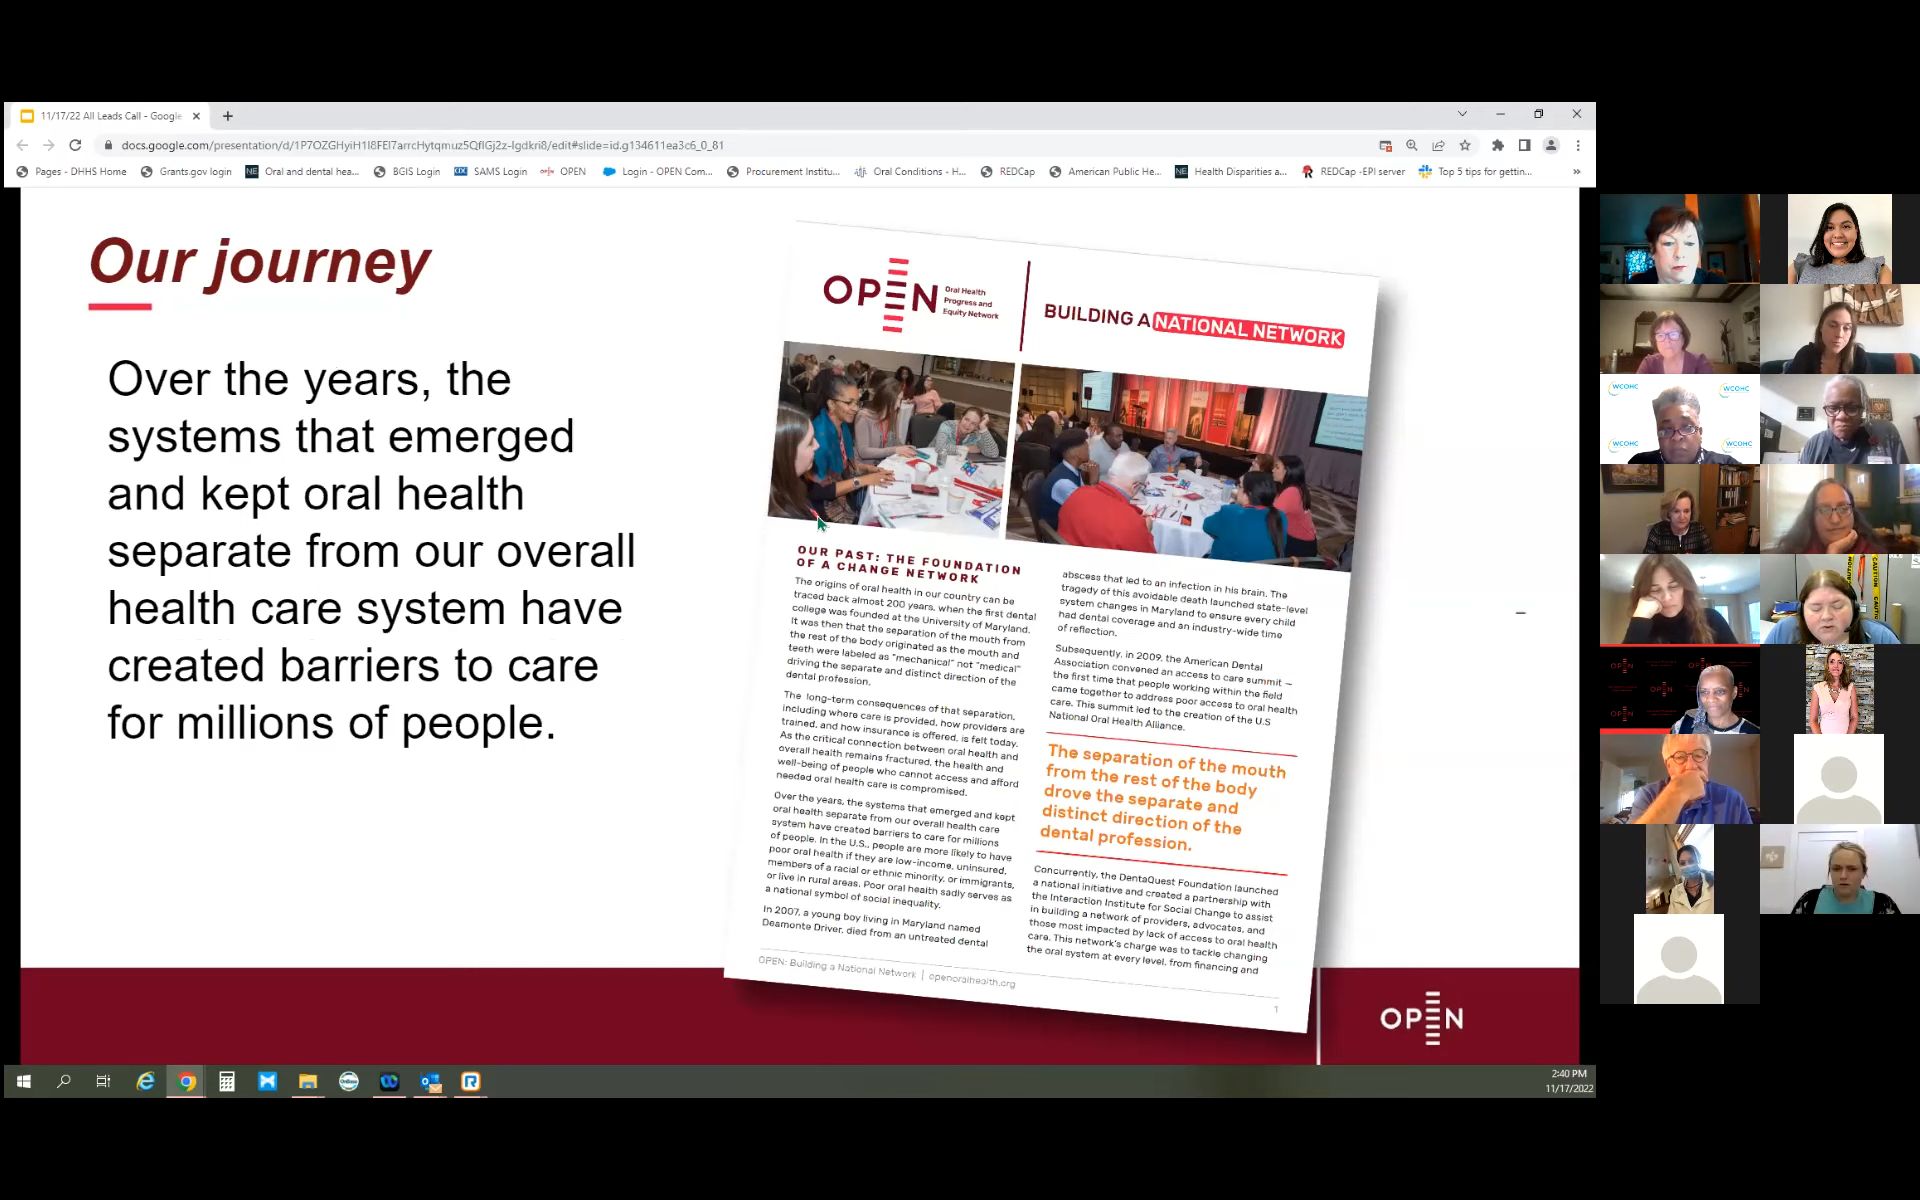 11/17/22 All Leads Call - Google
docs.google.com/presentation/d/1P7OZGHyiH1I8FEI7arrcHytqmuz5QflGj2z-lgdkri8/edit#slide=id.g134611ea3c6_0_81
Pages - DHHS Home
Grants.gov login
NE
Oral and dental hea...
BGIS Login
SAMS Login
OPEN
Login - OPEN Com...
Procurement Institu...
Oral Conditions - H...
REDCap
American Public He...
NE
Health Disparities a...
REDCap -EPI server
Top 5 tips for gettin...
»
Our journey
Over the years, the
systems that emerged
and kept oral health
separate from our overall
health care system have
created barriers to care
for millions of people.
OPEN
Oral Health
Progress and
Equity Network
BUILDING A NATIONAL NETWORK
OUR PAST: THE FOUNDATION
OF A CHANGE NETWORK
The origins of oral health in our country can be
traced back almost 200 years, when the first dental
college was founded at the University of Maryland.
It was then that the separation of the mouth from
the rest of the body originated as the mouth and
teeth were labeled as "mechanical" not "medical"
driving the separate and distinct direction of the
dental profession.
The long-term consequences of that separation,
including where care is provided, how providers are
trained, and how insurance is offered, is felt today.
As the critical connection between oral health and
overall health remains fractured, the health and
well-being of people who cannot access and afford
needed oral health care is compromised.
Over the years, the systems that emerged and kept
oral health separate from our overall health care
system have created barriers to care for millions
of people. In the U.S., people are more likely to have
poor oral health if they are low-income, uninsured,
members of a racial or ethnic minority, or immigrants,
or live in rural areas. Poor oral health sadly serves as
a national symbol of social inequality.
In 2007, a young boy living in Maryland named
Deamonte Driver, died from an untreated dental
abscess that led to an infection in his brain. The
tragedy of this avoidable death launched state-level
system changes in Maryland to ensure every child
had dental coverage and an industry-wide time
of reflection.
Subsequently, in 2009, the American Dental
Association convened an access to care summit —
the first time that people working within the field
came together to address poor access to oral health
care. This summit led to the creation of the U.S
National Oral Health Alliance.
The separation of the mouth
from the rest of the body
drove the separate and
distinct direction of the
dental profession.
Concurrently, the DentaQuest Foundation launched
a national initiative and created a partnership with
the Interaction Institute for Social Change to assist
in building a network of providers, advocates, and
those most impacted by lack of access to oral health
care. This network's charge was to tackle changing
the oral system at every level, from financing and
OPEN: Building a National Network | openoralhealth.org
1
OPEN
WCOHC
WCOHC
WCOHC
WCOHC
CAUTION
OPEN
OPEN
OPEN
2:40 PM
11/17/2022